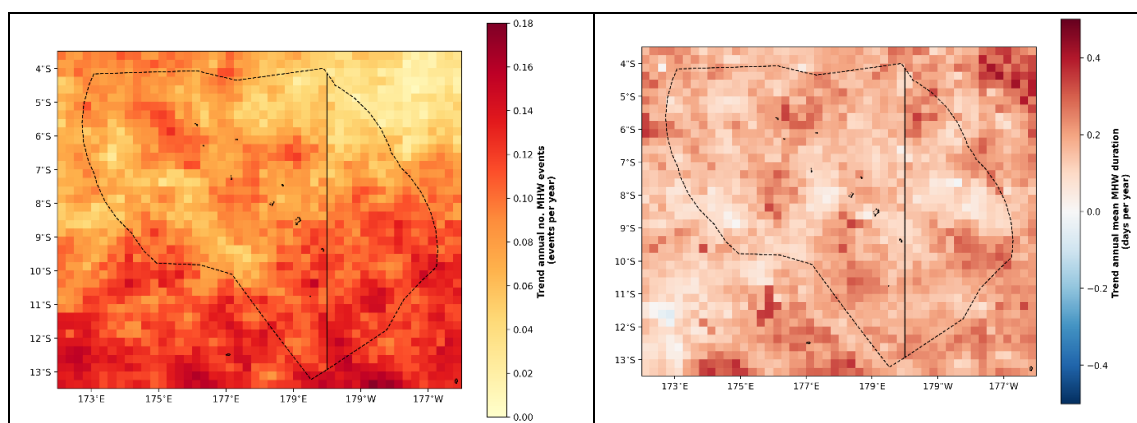 4°S
5°S
6°S
7°S
8°S
9°S
10°S
11°S
12°S
13°S
173°E 175°E 177°E 179°E 179°W 177°W
0.18
0.16
0.14
0.12
0.10
0.08
0.06
0.04
0.02
0.00
Trend annual no. MHW events
(events per year)
4°S
5°S
6°S
7°S
8°S
9°S
10°S
11°S
12°S
13°S
173°E 175°E 177°E 179°E 179°W 177°W
0.4
0.2
0.0
−0.2
−0.4
Trend annual mean MHW duration
(days per year)